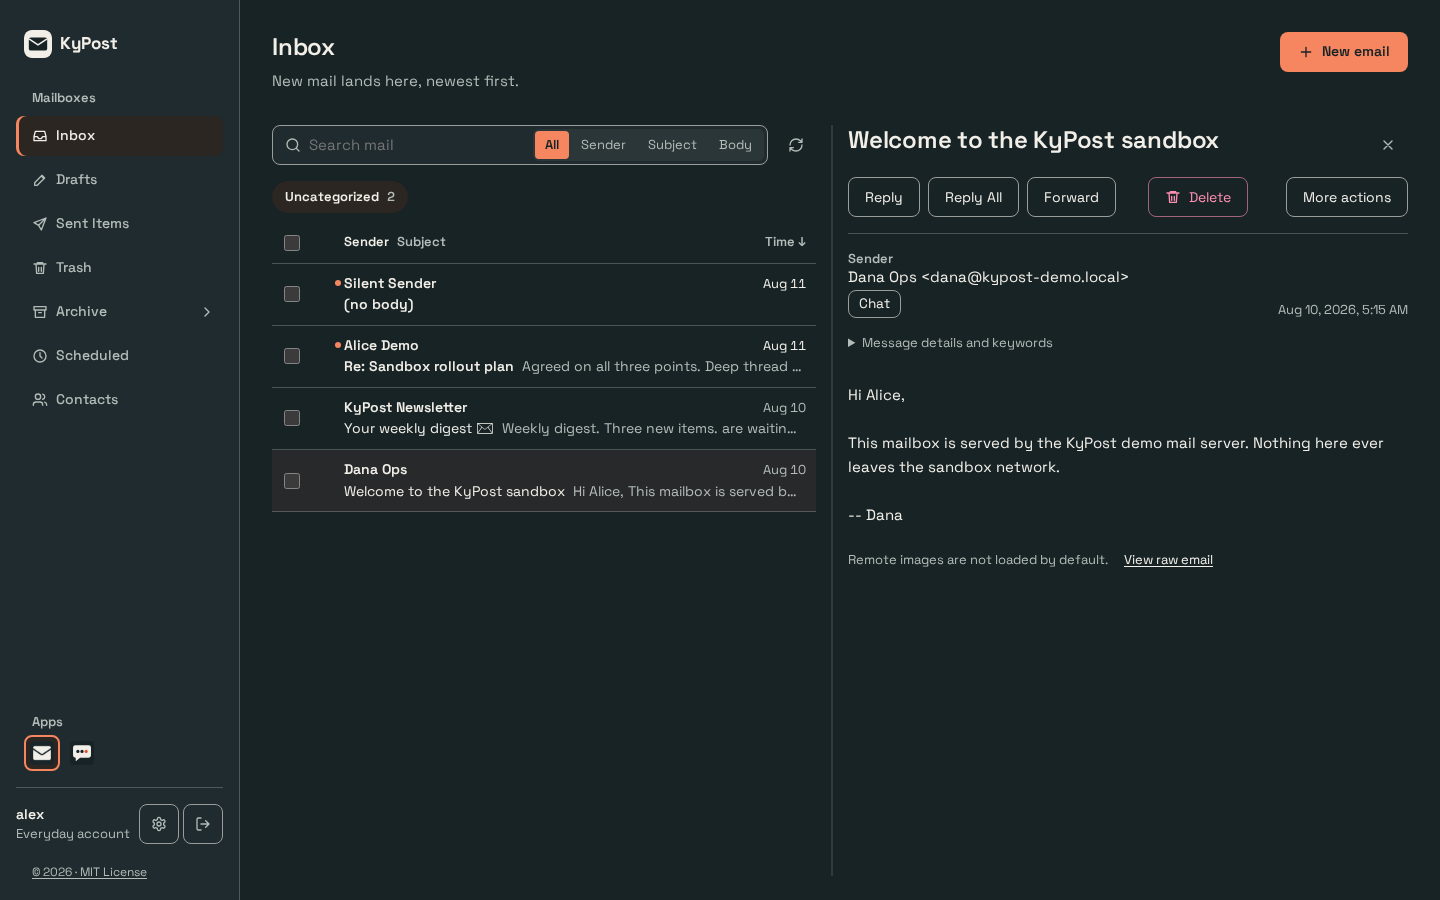 KyPost
Mailboxes
Inbox
Drafts
Sent Items
Trash
Archive
Scheduled
Contacts
Apps
alex
Everyday account
© 2026 · MIT License
Inbox
New mail lands here, newest first.
New email
Search mail
All Sender Subject Body
Uncategorized 2
Sender Subject Time ↓
Silent Sender Aug 11
(no body)
Alice Demo Aug 11
Re: Sandbox rollout plan Agreed on all three points. Deep thread ...
KyPost Newsletter Aug 10
Your weekly digest ✉ Weekly digest. Three new items. are waitin...
Dana Ops Aug 10
Welcome to the KyPost sandbox Hi Alice, This mailbox is served b...
Welcome to the KyPost sandbox
Reply Reply All Forward Delete More actions
Sender
Dana Ops <dana@kypost-demo.local>
Chat
Aug 10, 2026, 5:15 AM
Message details and keywords
Hi Alice,
This mailbox is served by the KyPost demo mail server. Nothing here ever
leaves the sandbox network.
-- Dana
Remote images are not loaded by default. View raw email